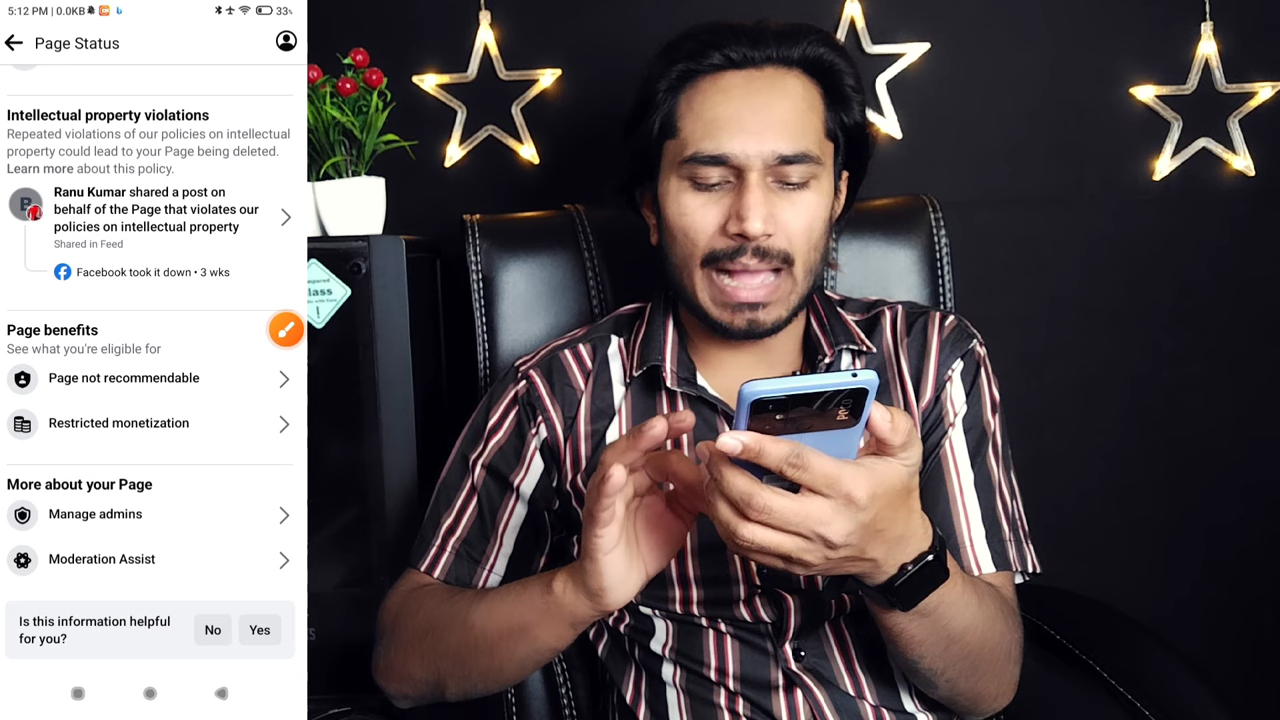 5:12 PM | 0.0KB
33%
Page Status
Intellectual property violations
Repeated violations of our policies on intellectual
property could lead to your Page being deleted.
Learn more about this policy.
Ranu Kumar shared a post on
behalf of the Page that violates our
policies on intellectual property
Shared in Feed
Facebook took it down • 3 wks
Page benefits
See what you're eligible for
Page not recommendable
Restricted monetization
More about your Page
Manage admins
Moderation Assist
Is this information helpful
for you?
No
Yes
lass
!
POCO